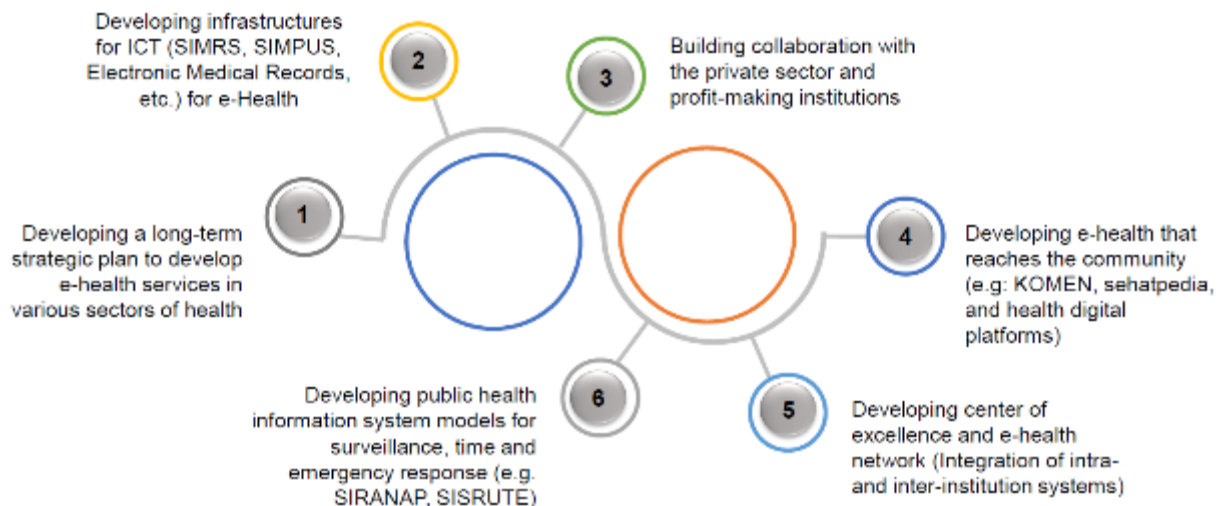 1
Developing a long-term
strategic plan to develop
e-health services in
various sectors of health
2
Developing infrastructures
for ICT (SIMRS, SIMPUS,
Electronic Medical Records,
etc.) for e-Health
3
Building collaboration with
the private sector and
profit-making institutions
4
Developing e-health that
reaches the community
(e.g: KOMEN, sehatpedia,
and health digital
platforms)
5
Developing center of
excellence and e-health
network (Integration of intra-
and inter-institution systems)
6
Developing public health
information system models for
surveillance, time and
emergency response (e.g.
SIRANAP, SISRUTE)